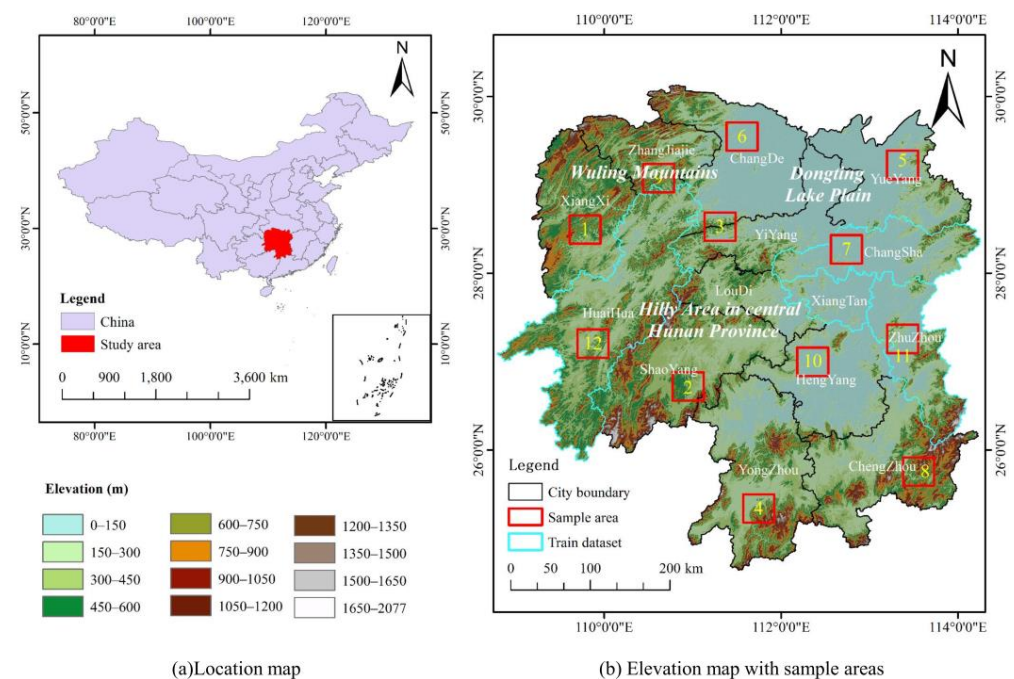 80°0'0"E 100°0'0"E 120°0'0"E
N
50°0'0"N
30°0'0"N
10°0'0"N
50°0'0"N
30°0'0"N
10°0'0"N
Legend
China
Study area
0 900 1,800 3,600 km
80°0'0"E 100°0'0"E 120°0'0"E
Elevation (m)
0–150
150–300
300–450
450–600
600–750
750–900
900–1050
1050–1200
1200–1350
1350–1500
1500–1650
1650–2077
(a)Location map
110°0'0"E 112°0'0"E 114°0'0"E
N
30°0'0"N
28°0'0"N
26°0'0"N
30°0'0"N
28°0'0"N
26°0'0"N
6
ChangDe
ZhangJiajie
9
Wuling Mountains
Dongting
Lake Plain
5
YueYang
XiangXi
1
3
YiYang
7
ChangSha
LouDi
XiangTan
HuaiHua
Hilly Area in central
Hunan Province
12
ZhuZhou
11
10
HengYang
ShaoYang
2
YongZhou
ChengZhou
8
4
Legend
City boundary
Sample area
Train dataset
0 50 100 200 km
110°0'0"E 112°0'0"E 114°0'0"E
(b) Elevation map with sample areas